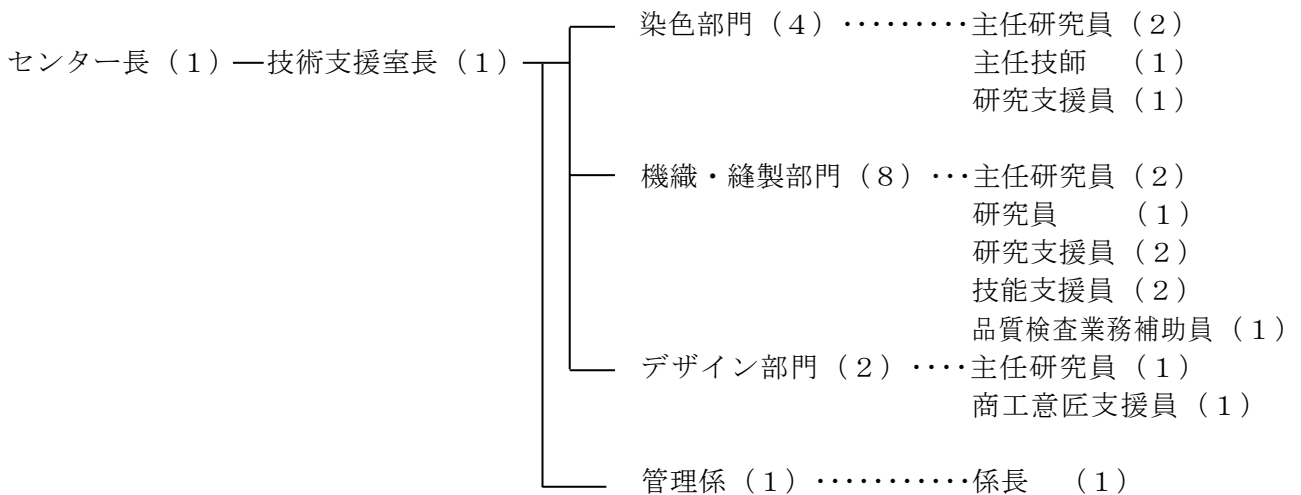 染色部門（４）･････････主任研究員（２）
センター長（１）―技術支援室長（１）
主任技師　（１）
研究支援員（１）
機織・縫製部門（８）･･･主任研究員（２）
研究員　　（１）
研究支援員（２）
技能支援員（２）
品質検査業務補助員（１）
デザイン部門（２）････主任研究員（１）
商工意匠支援員（１）
管理係（１）･･･････････係長　（１）